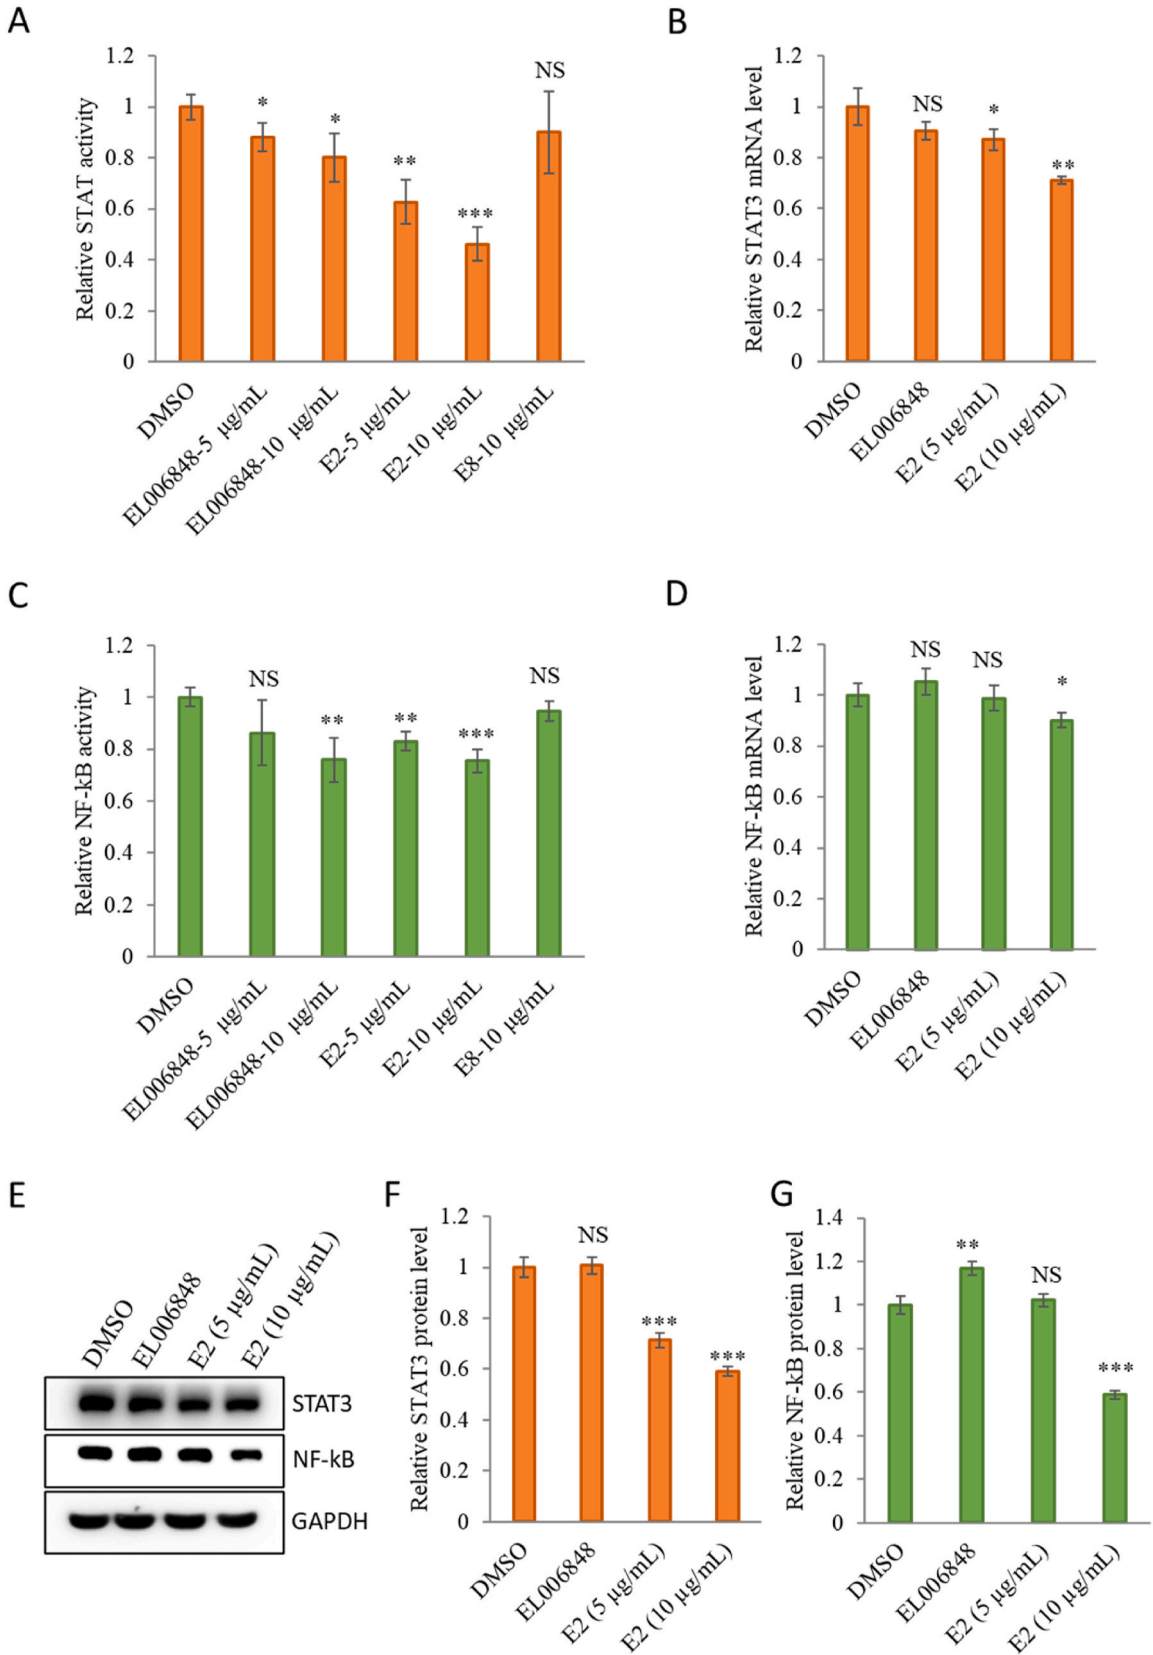 A
Relative STAT activity
1.2
1
0.8
0.6
0.4
0.2
0
*
*
**
***
NS
DMSO
EL006848-5 µg/mL
EL006848-10 µg/mL
E2-5 µg/mL
E2-10 µg/mL
E8-10 µg/mL
B
Relative STAT3 mRNA level
1.2
1
0.8
0.6
0.4
0.2
0
NS
*
**
DMSO
EL006848
E2 (5 µg/mL)
E2 (10 µg/mL)
C
Relative NF-kB activity
1.2
1
0.8
0.6
0.4
0.2
0
NS
**
**
***
NS
DMSO
EL006848-5 µg/mL
EL006848-10 µg/mL
E2-5 µg/mL
E2-10 µg/mL
E8-10 µg/mL
D
Relative NF-kB mRNA level
1.2
1
0.8
0.6
0.4
0.2
0
NS
NS
*
DMSO
EL006848
E2 (5 µg/mL)
E2 (10 µg/mL)
E
DMSO
EL006848
E2 (5 µg/mL)
E2 (10 µg/mL)
STAT3
NF-kB
GAPDH
F
Relative STAT3 protein level
1.2
1
0.8
0.6
0.4
0.2
0
NS
***
***
DMSO
EL006848
E2 (5 µg/mL)
E2 (10 µg/mL)
G
Relative NF-kB protein level
1.4
1.2
1
0.8
0.6
0.4
0.2
0
**
NS
***
DMSO
EL006848
E2 (5 µg/mL)
E2 (10 µg/mL)